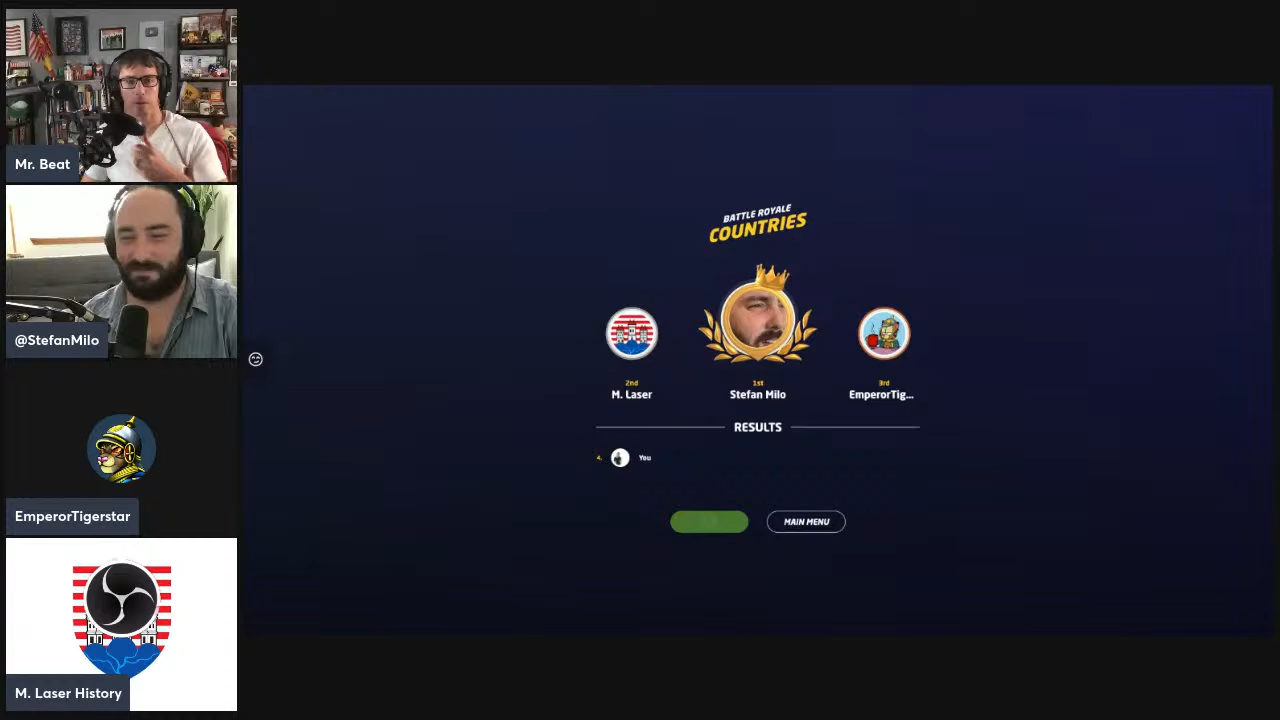 Mr. Beat
@StefanMilo
EmperorTigerstar
M. Laser History
BATTLE ROYALE
COUNTRIES
2nd
M. Laser
1st
Stefan Milo
3rd
EmperorTig...
RESULTS
4.
You
MAIN MENU